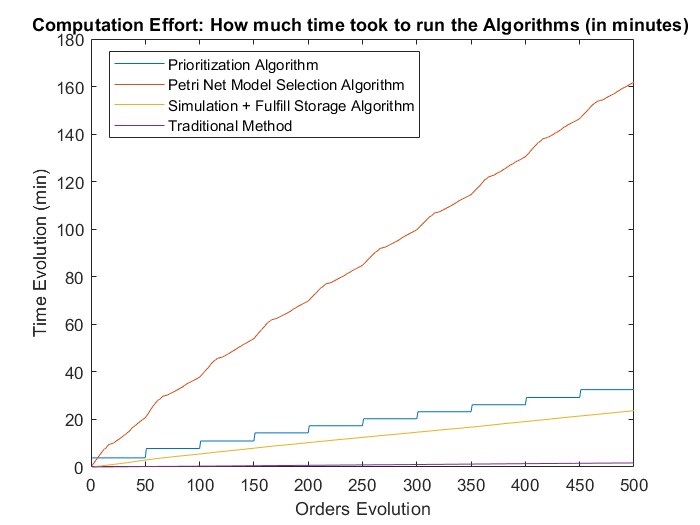 Computation Effort: How much time took to run the Algorithms (in minutes)
180
160
140
120
100
80
60
40
20
0
Time Evolution (min)
Prioritization Algorithm
Petri Net Model Selection Algorithm
Simulation + Fulfill Storage Algorithm
Traditional Method
0 50 100 150 200 250 300 350 400 450 500
Orders Evolution